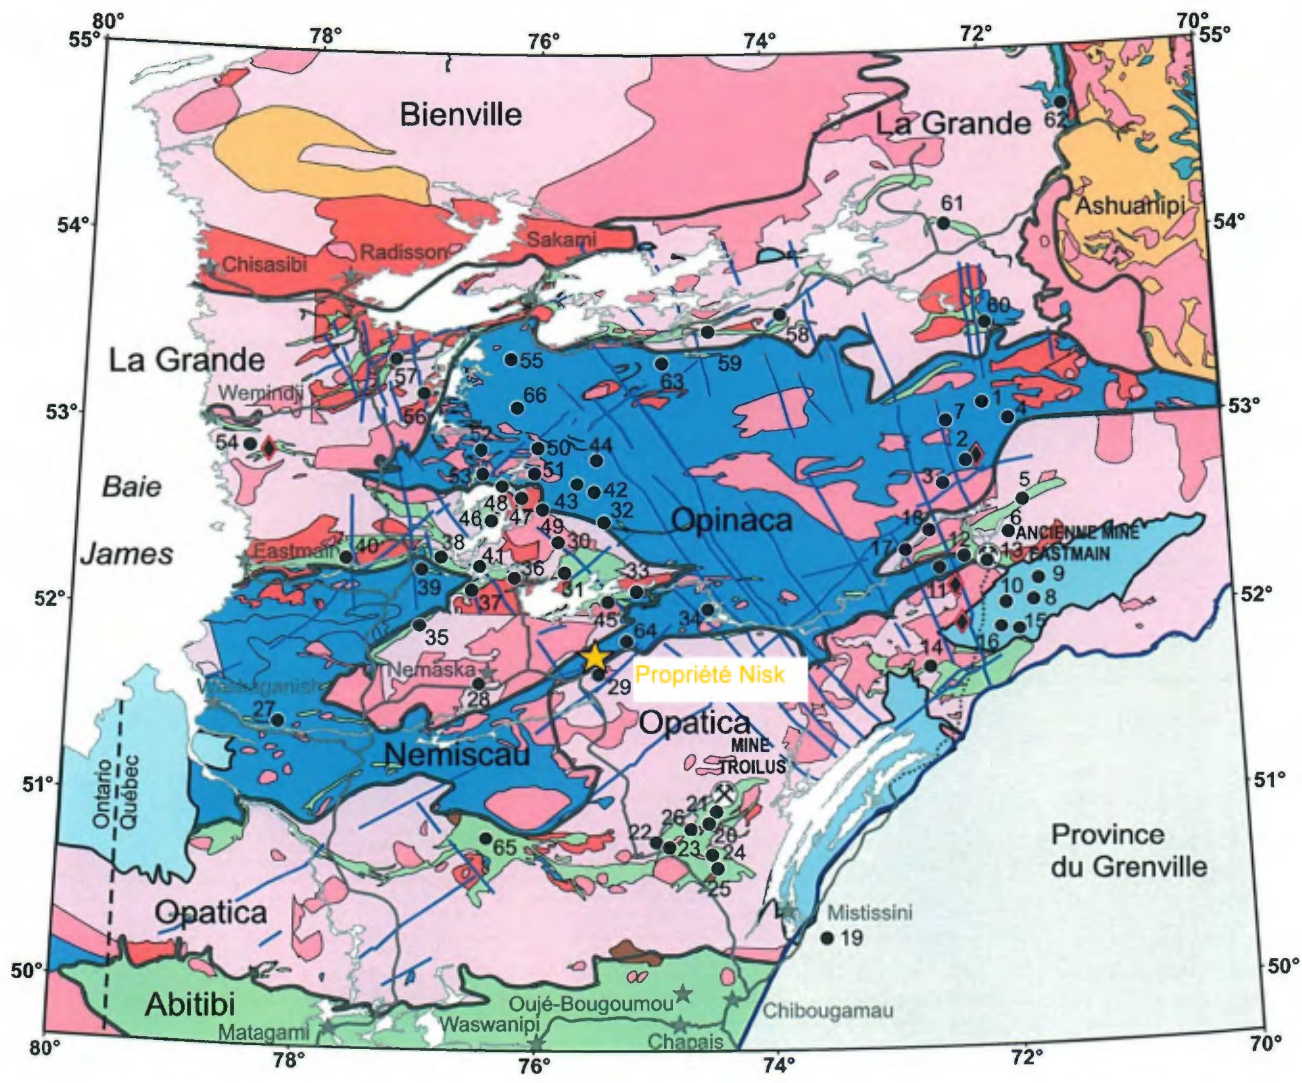 80°
78°
76°
74°
72°
70°
55°
55°
Bienville
La Grande
62
61
Ashuanipi
54°
54°
Sakami
Radisson
Chisasibi
60
58
59
La Grande
57
55
63
Wemindji
56
66
1
4
7
53°
53°
54
52
50
44
2
Baie
53
51
3
5
48
43
42
46
47
49
32
Opinaca
18
6
ANCIENNE MINE
James
Eastmain
40
38
41
30
17
12
13
EASTMAIN
39
36
33
11
10
9
52°
52°
37
31
45
34
8
35
64
16
15
14
Nemaska
Propriété Nisk
Waskaganish
28
29
27
Opatica
Nemiscau
MINE
TROILUS
51°
51°
Ontario
Québec
21
26
20
22
23
24
65
25
Province
du Grenville
Opatica
Mistissini
19
50°
50°
Abitibi
Oujé-Bougoumou
Chibougamau
Matagami
Waswanipi
Chapais
80°
78°
76°
74°
72°
70°